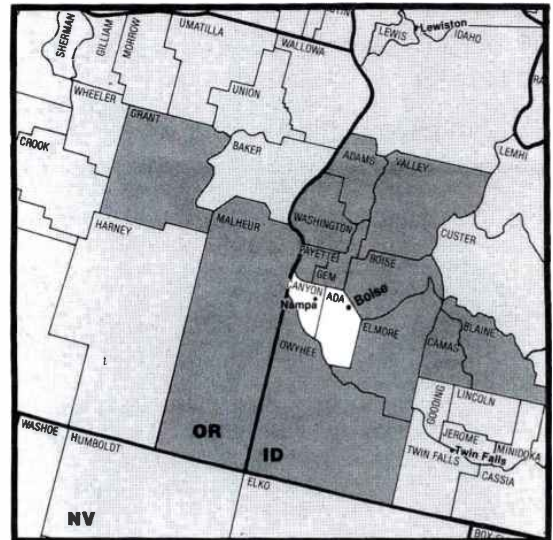 SHERMAN
GILLIAM
MORROW
UMATILLA
WALLOWA
LEWIS
Lewiston
IDAHO
WHEELER
UNION
GRANT
CROOK
BAKER
ADAMS
VALLEY
LEMHI
HARNEY
MALHEUR
WASHINGTON
CUSTER
PAYETTE
GEM
BOISE
CANYON
ADA
Boise
Nampa
OWYHEE
ELMORE
CAMAS
BLAINE
GOODING
LINCOLN
JEROME
MINIDOKA
Twin Falls
TWIN FALLS
CASSIA
WASHOE
HUMBOLDT
OR
ID
ELKO
NV